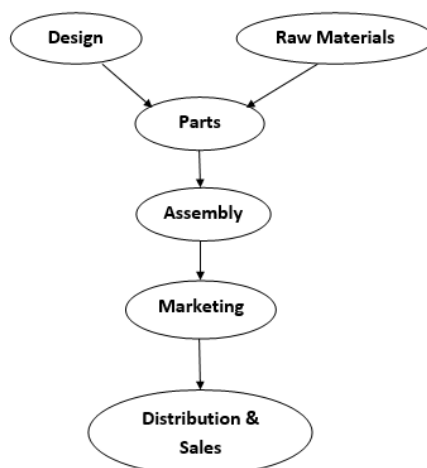 Design
Raw Materials
Parts
Assembly
Marketing
Distribution &
Sales